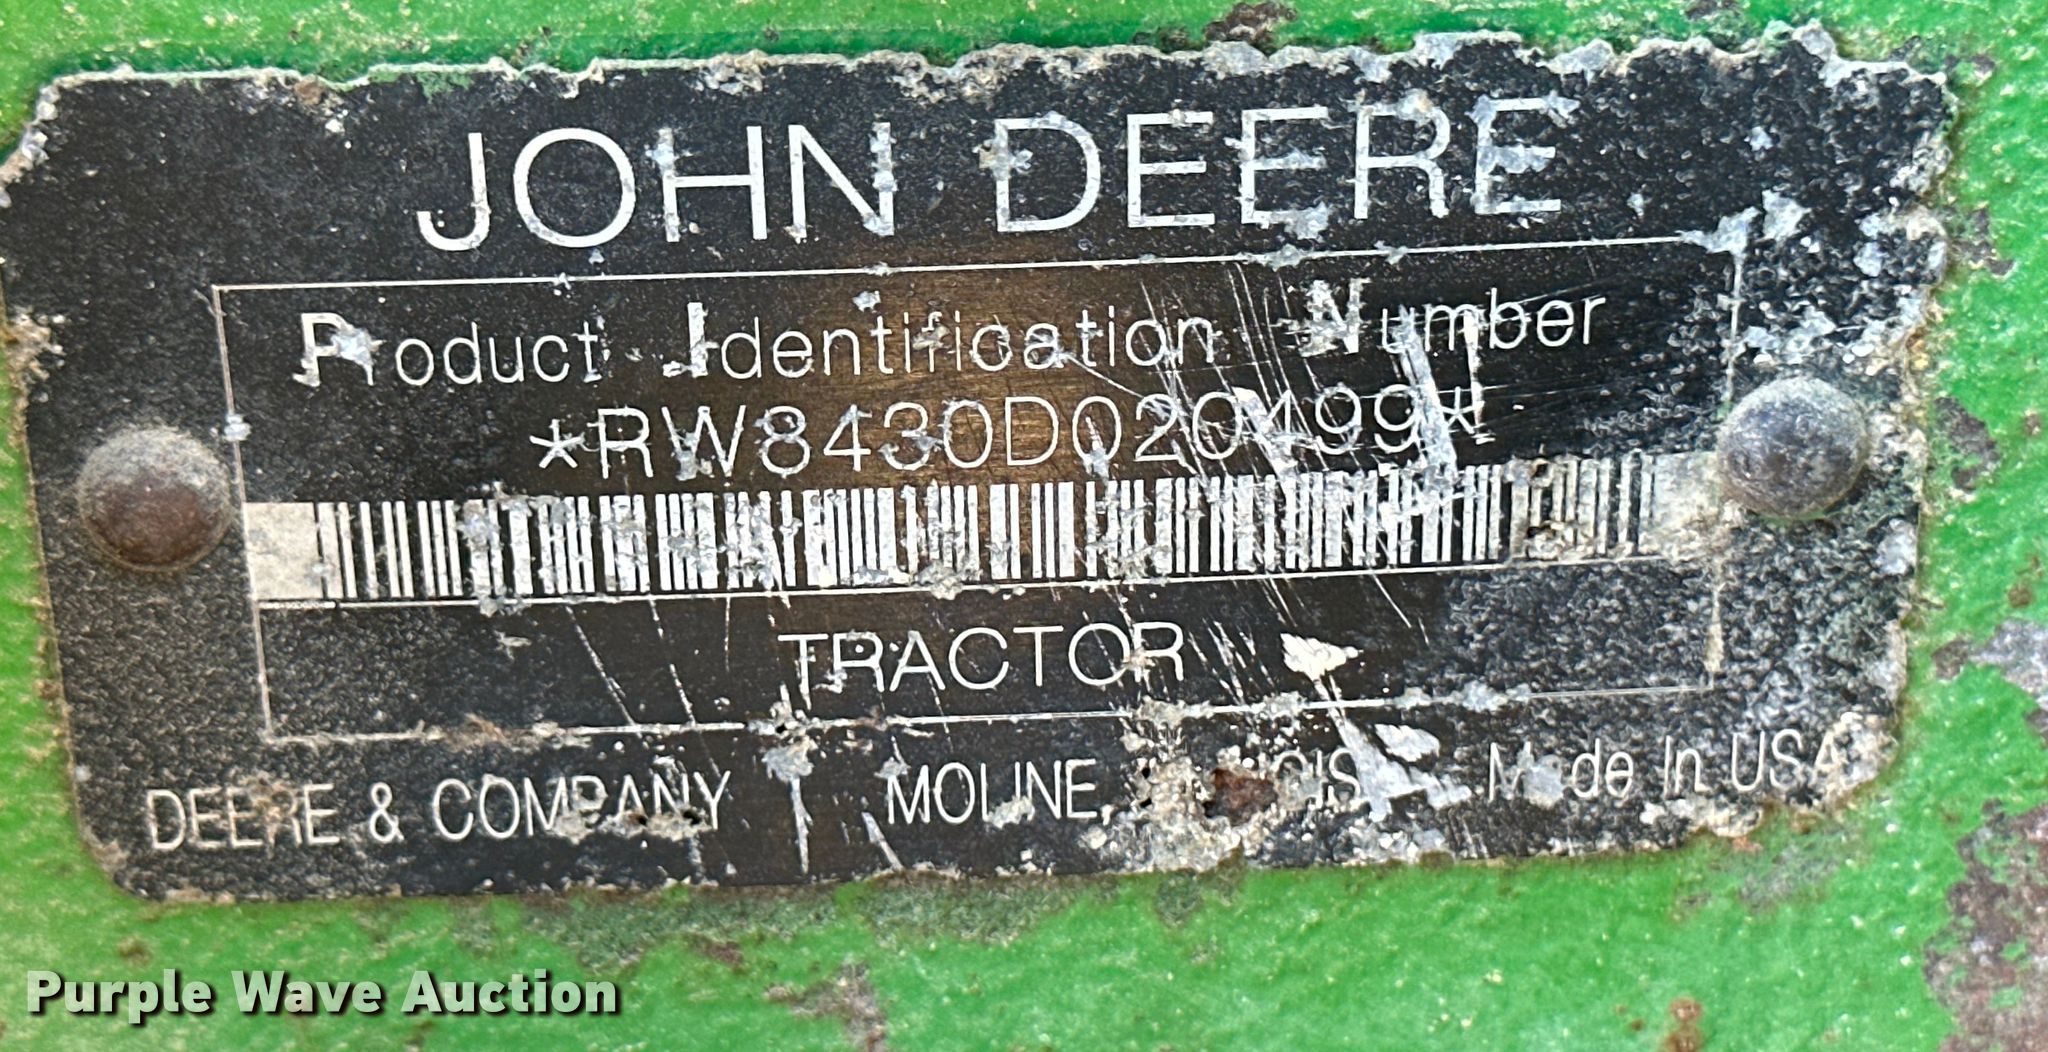 JOHN DEERE
Product Identification Number
*RW8430D020499*
TRACTOR
DEERE & COMPANY MOLINE, Made In USA
Purple Wave Auction